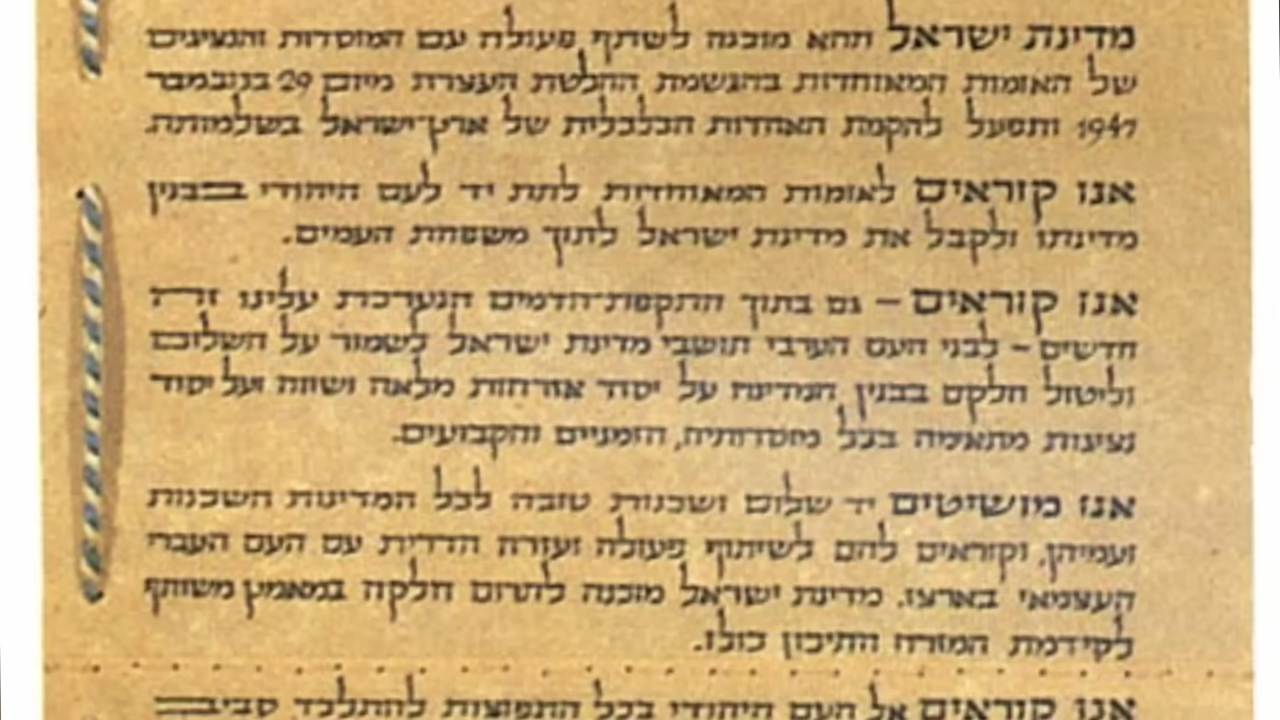 מדינת ישראל תהא מוכנה לשתף פעולה עם המוסדות והנציגים
של האומות המאוחדות בהגשמת החלטת העצרת מיום 29 בנובמבר
1947 ותפעל להקמת האחדות הכלכלית של ארץ־ישראל בשלמותה.
אנו קוראים לאומות המאוחדות לתת יד לעם היהודי בבנין
מדינתו ולקבל את מדינת ישראל לתוך משפחת העמים.
אנו קוראים – גם בתוך התקפת־הדמים הנערכת עלינו זה
חדשים – לבני העם הערבי תושבי מדינת ישראל לשמור על השלום
וליטול חלקם בבנין המדינה על יסוד אזרחות מלאה ושווה ועל יסוד
נציגות מתאימה בכל מוסדותיה, הזמניים והקבועים.
אנו מושיטים יד שלום ושכנות טובה לכל המדינות השכנות
ועמיהן, וקוראים להם לשיתוף פעולה ועזרה הדדית עם העם העברי
העצמאי בארצו. מדינת ישראל מוכנה לתרום חלקה במאמץ משותף
לקידמת המזרח התיכון כולו.
אנו קוראים אל העם היהודי בכל התפוצות להתלכד סביב